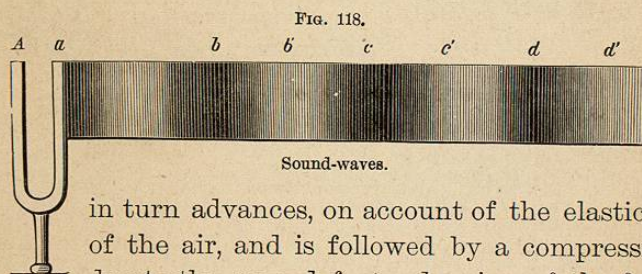 Fig. 118.
A a b b' c c' d d'
Sound-waves.
in turn advances, on account of the elastic
of the air, and is followed by a compress